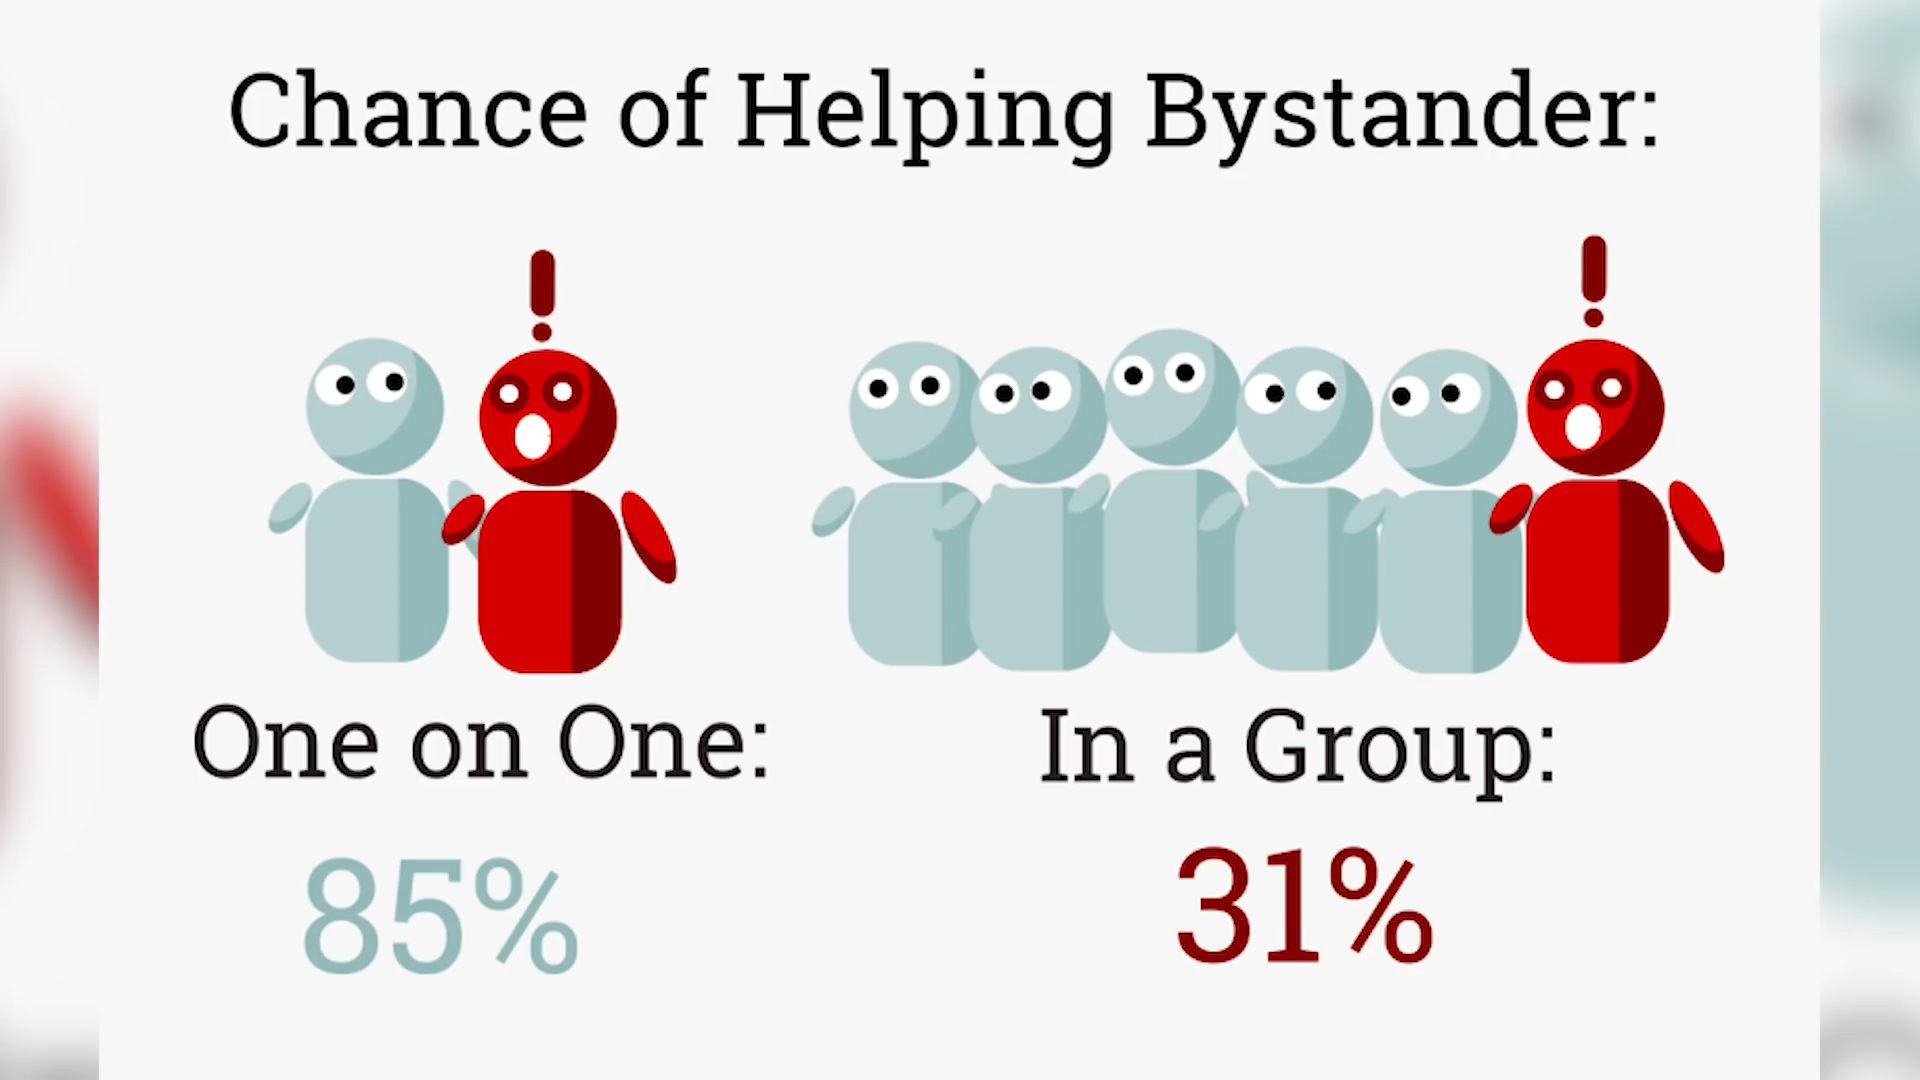 Chance of Helping Bystander:
One on One:
In a Group:
85%
31%